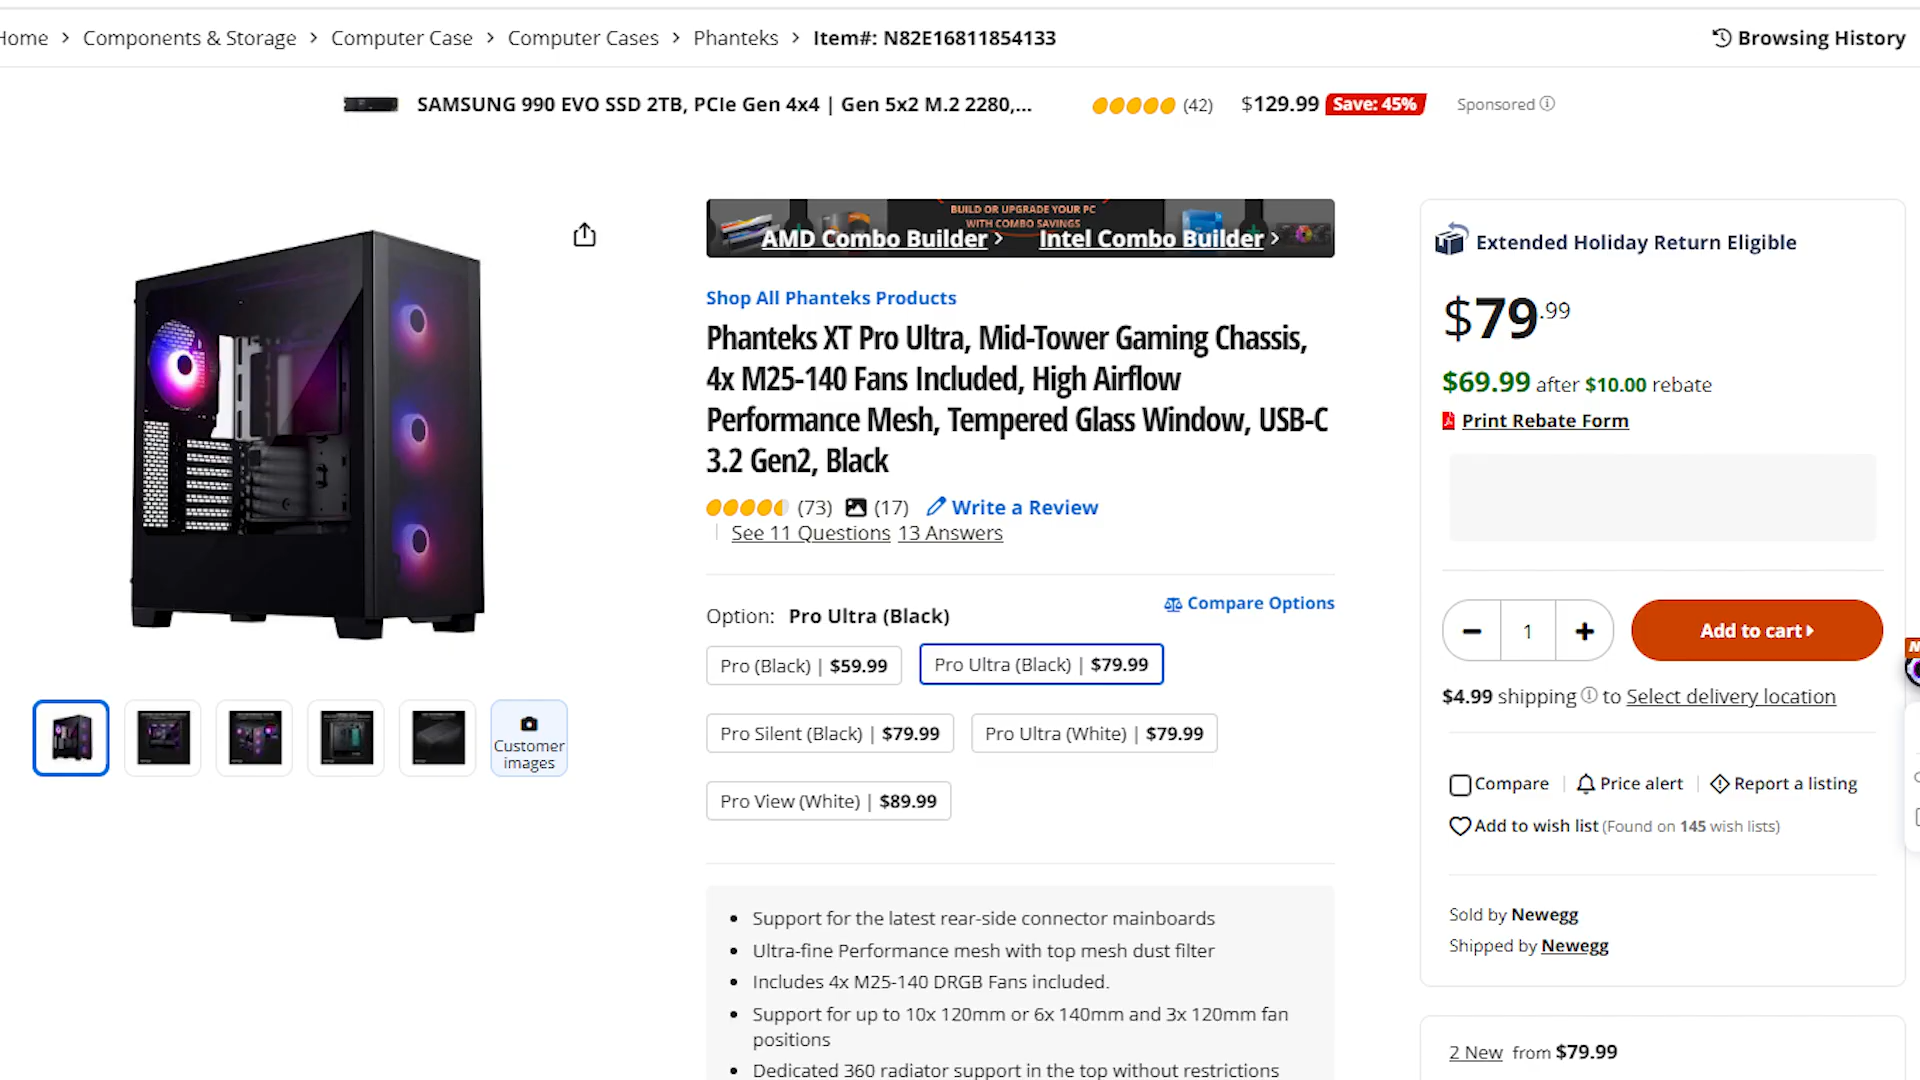 Home > Components & Storage > Computer Case > Computer Cases > Phanteks > Item#: N82E16811854133
Browsing History
SAMSUNG 990 EVO SSD 2TB, PCIe Gen 4x4 | Gen 5x2 M.2 2280,... (42) $129.99 Save: 45% Sponsored
BUILD OR UPGRADE YOUR PC
WITH COMBO SAVINGS
AMD Combo Builder > Intel Combo Builder >
Shop All Phanteks Products
Phanteks XT Pro Ultra, Mid-Tower Gaming Chassis,
4x M25-140 Fans Included, High Airflow
Performance Mesh, Tempered Glass Window, USB-C
3.2 Gen2, Black
(73) (17) Write a Review
See 11 Questions 13 Answers
Option: Pro Ultra (Black)
Compare Options
Pro (Black) | $59.99
Pro Ultra (Black) | $79.99
Pro Silent (Black) | $79.99
Pro Ultra (White) | $79.99
Pro View (White) | $89.99
Customer
images
Support for the latest rear-side connector mainboards
Ultra-fine Performance mesh with top mesh dust filter
Includes 4x M25-140 DRGB Fans included.
Support for up to 10x 120mm or 6x 140mm and 3x 120mm fan
positions
Dedicated 360 radiator support in the top without restrictions
Extended Holiday Return Eligible
$79.99
$69.99 after $10.00 rebate
Print Rebate Form
1
Add to cart
$4.99 shipping to Select delivery location
Compare
Price alert
Report a listing
Add to wish list (Found on 145 wish lists)
Sold by Newegg
Shipped by Newegg
2 New from $79.99